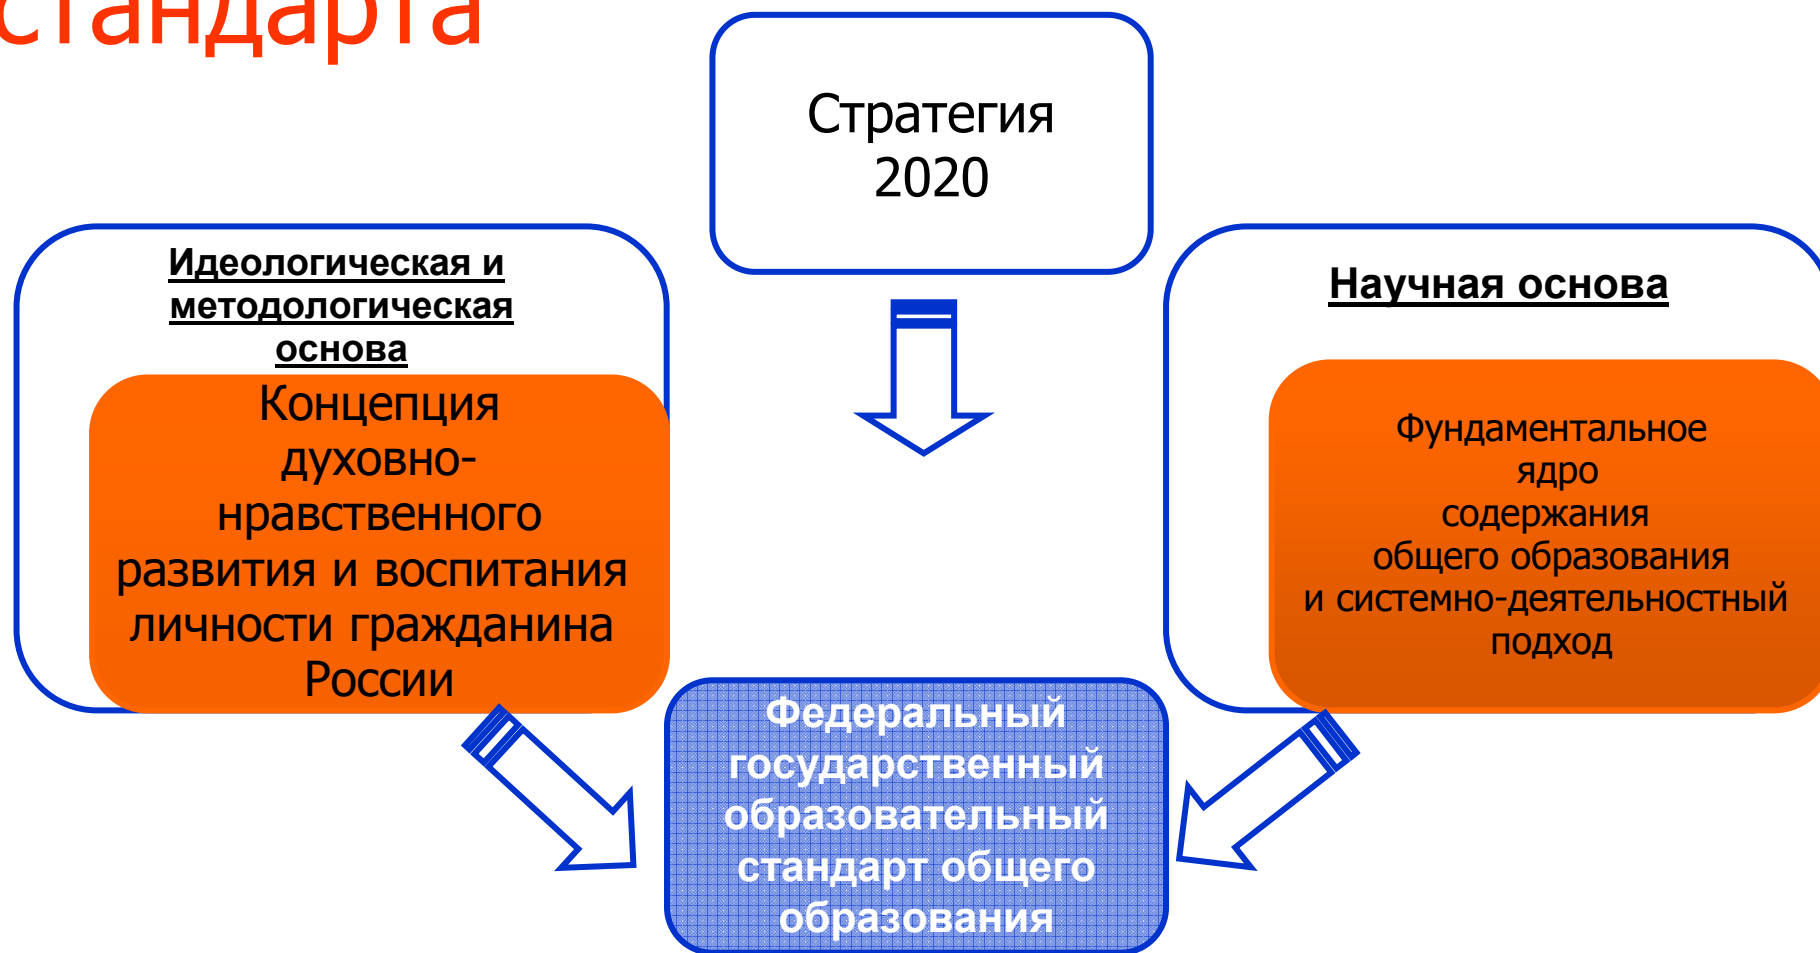 стандарта
Стратегия
2020
Идеологическая и
методологическая
основа
Концепция
духовно-
нравственного
развития и воспитания
личности гражданина
России
Научная основа
Фундаментальное
ядро
содержания
общего образования
и системно-деятельностный
подход
Федеральный
государственный
образовательный
стандарт общего
образования